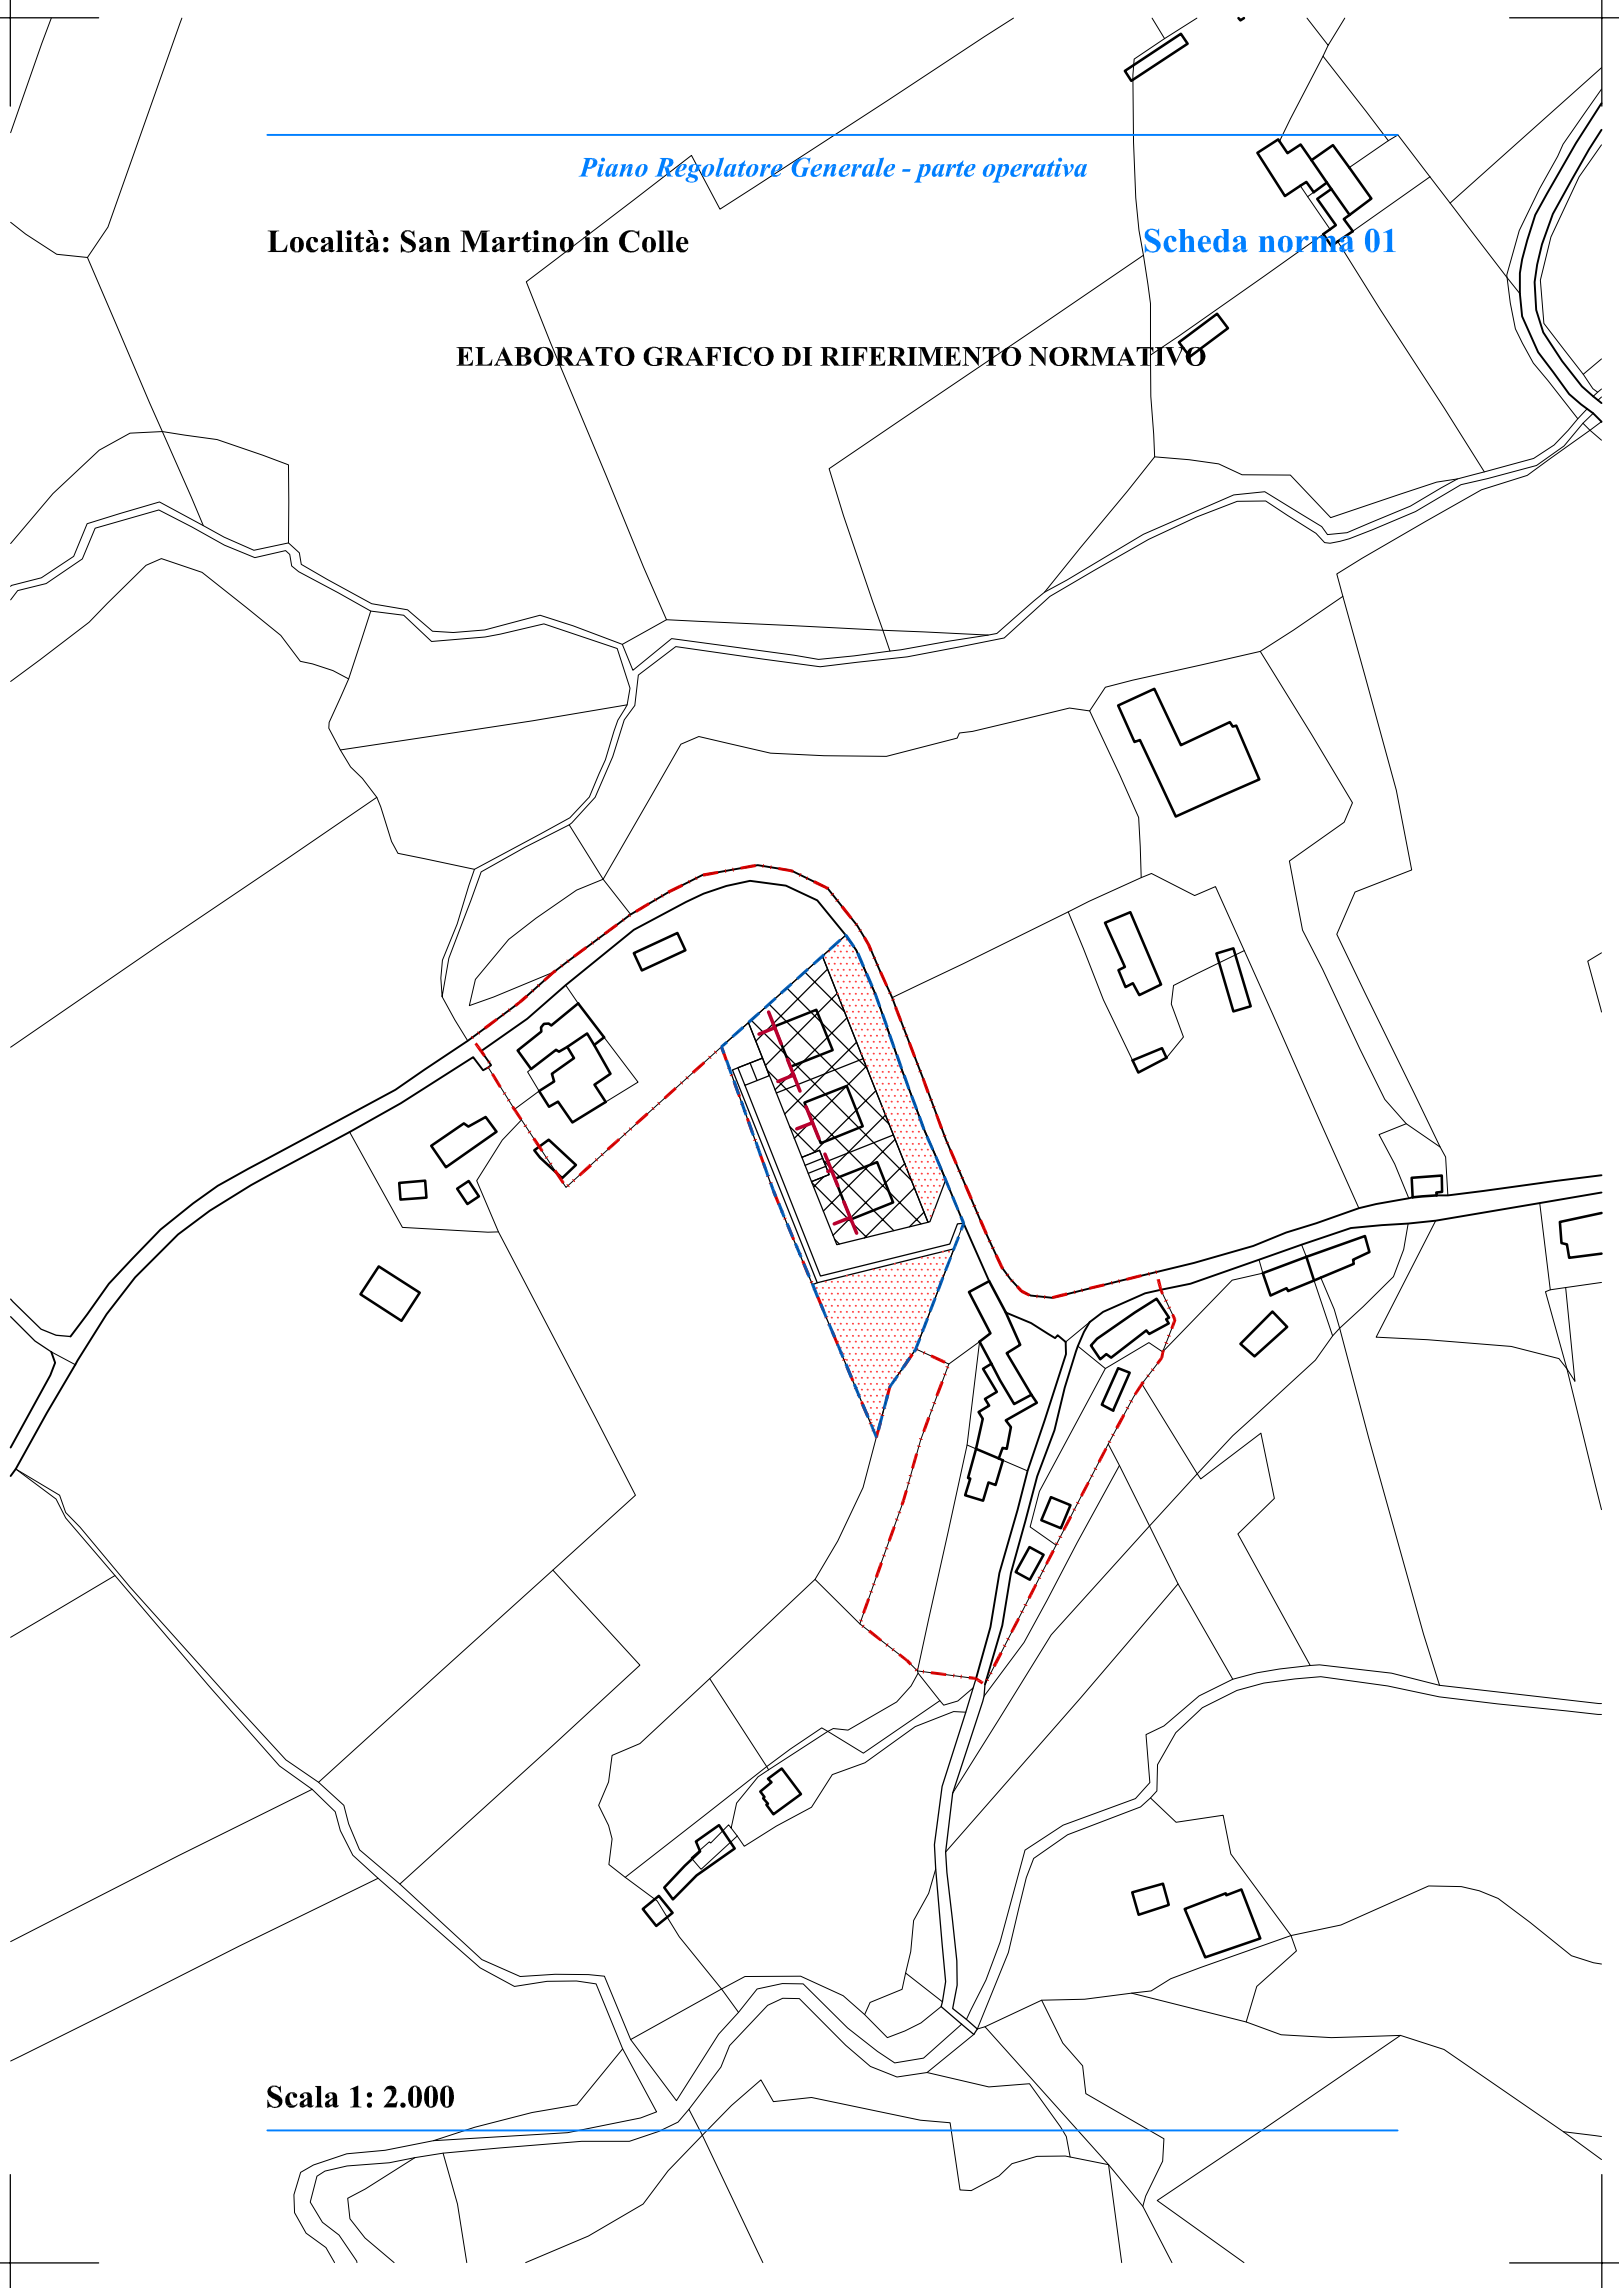 Piano Regolatore Generale - parte operativa
Località: San Martino in Colle
Scheda norma 01
ELABORATO GRAFICO DI RIFERIMENTO NORMATIVO
Scala 1: 2.000